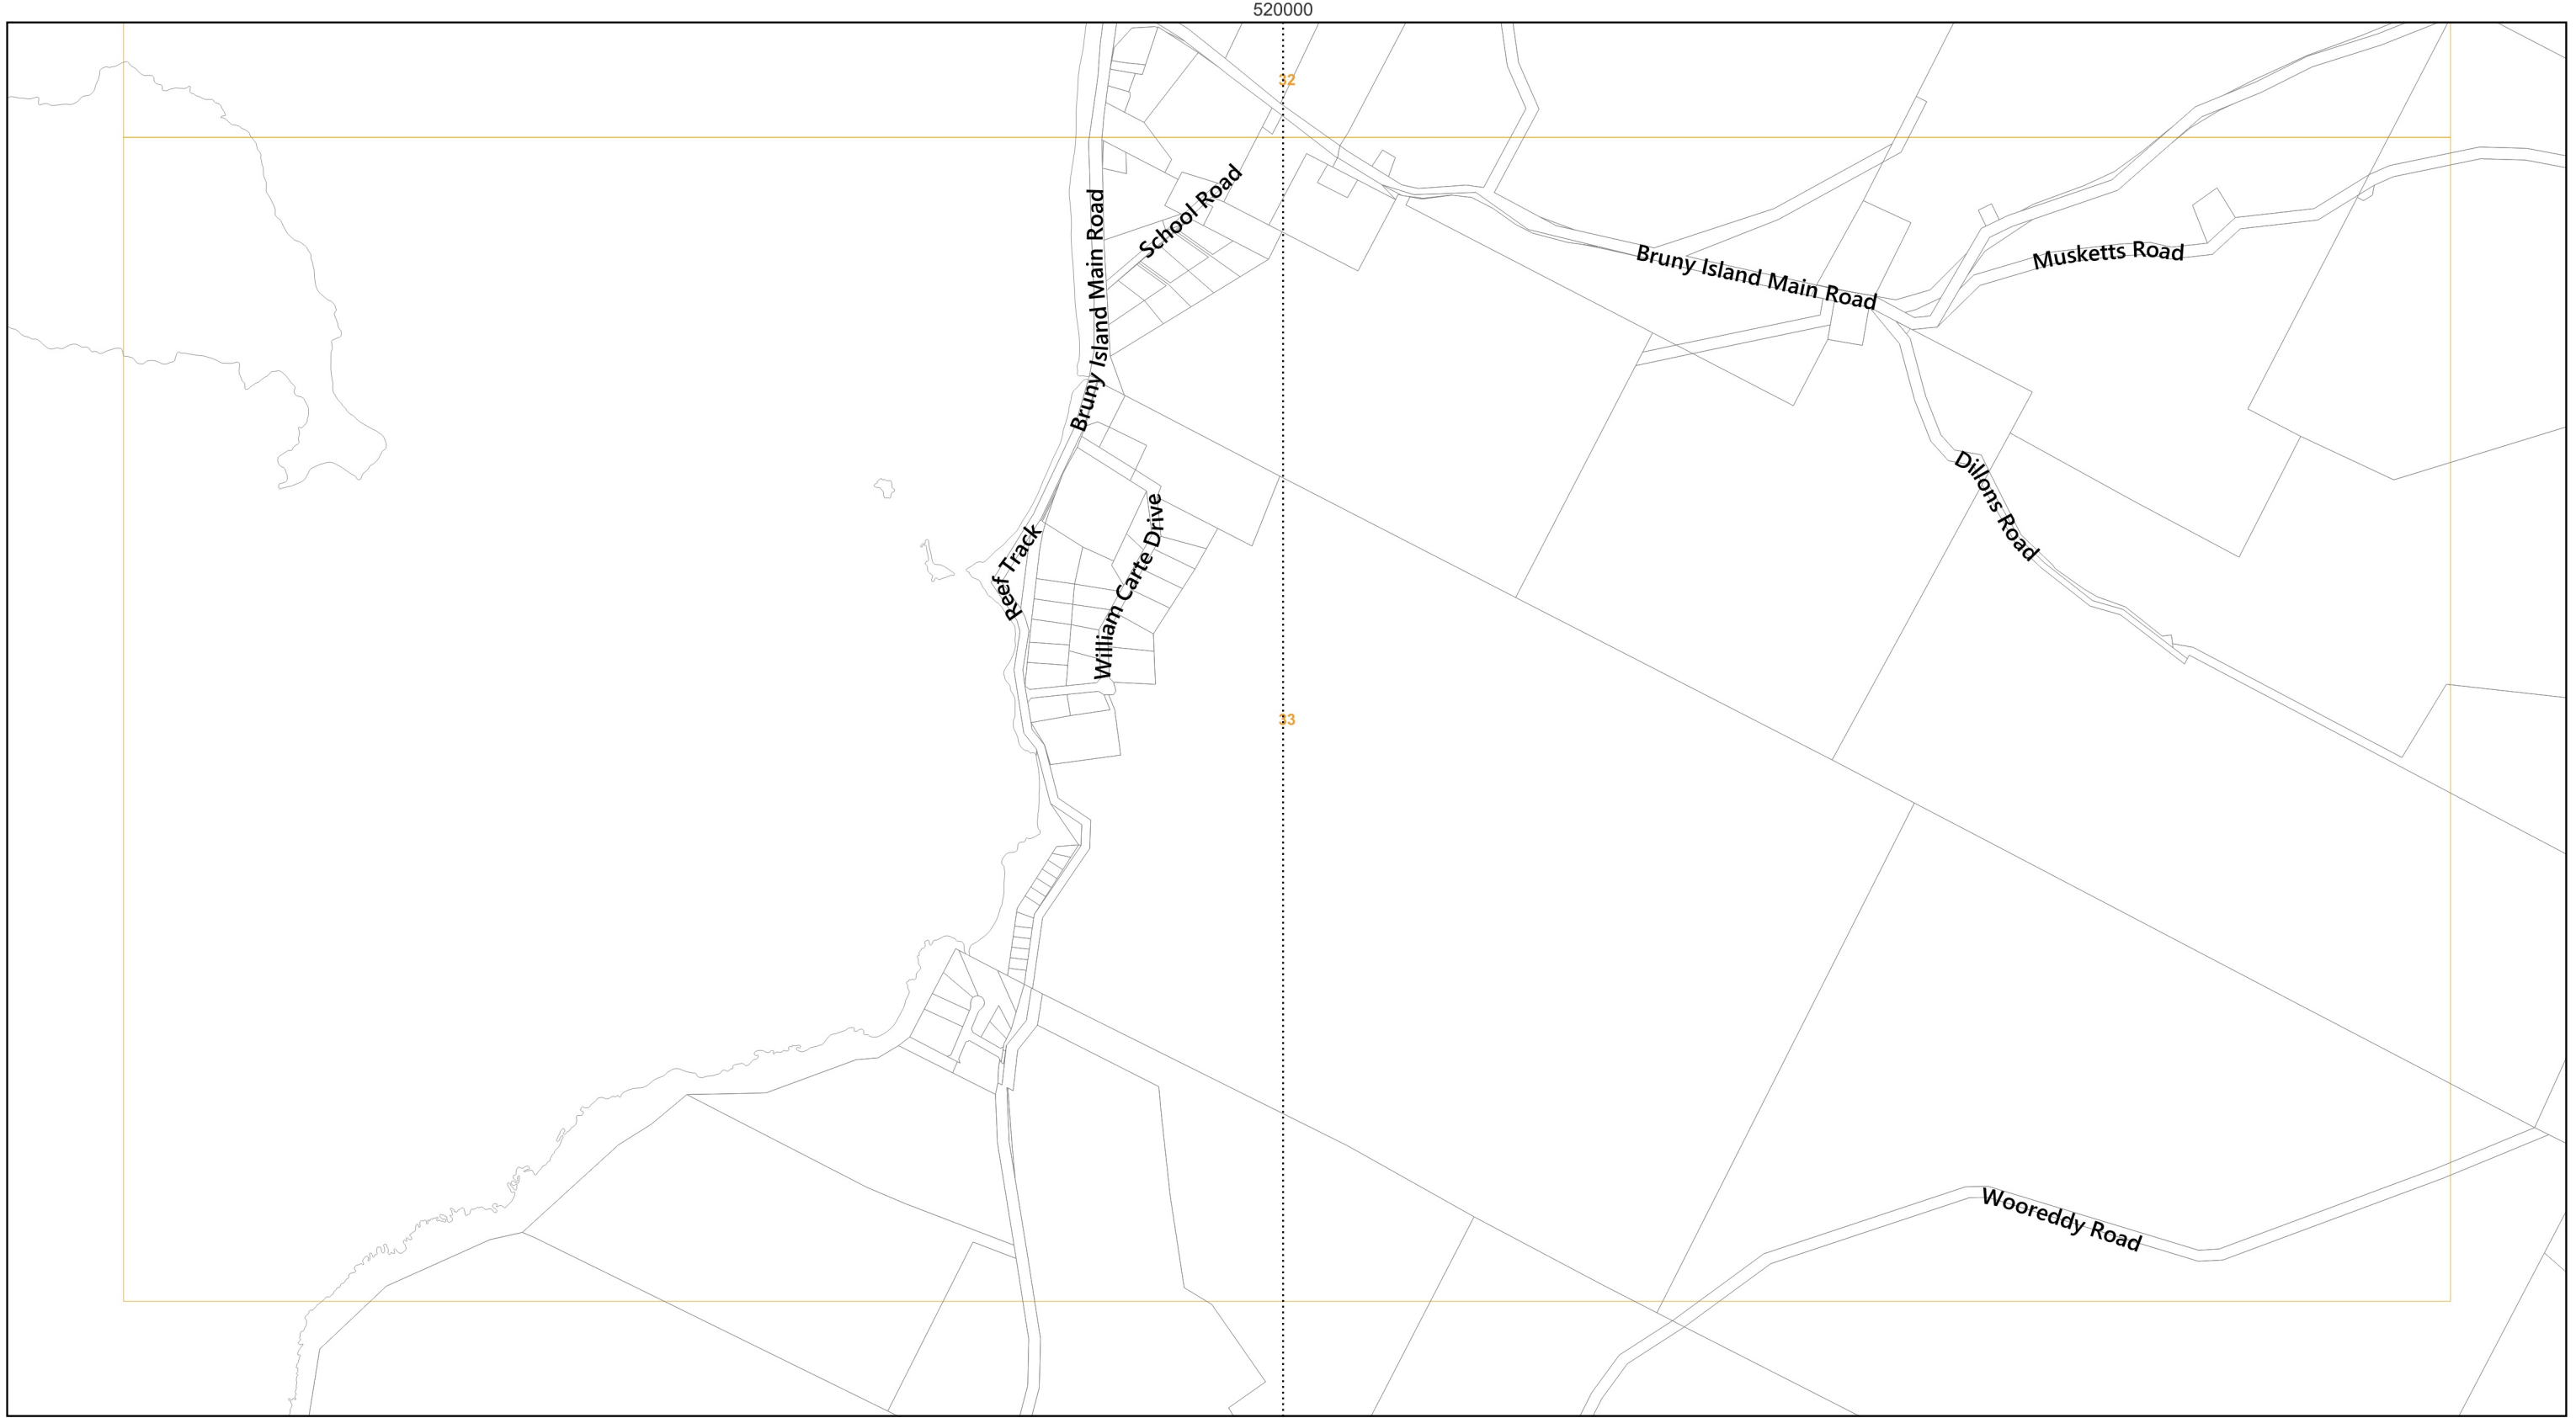 520000
32
School Road
Bruny Island Main Road
Bruny Island Main Road
Musketts Road
Dillons Road
Reef Track
William Carte Drive
33
Wooreddy Road